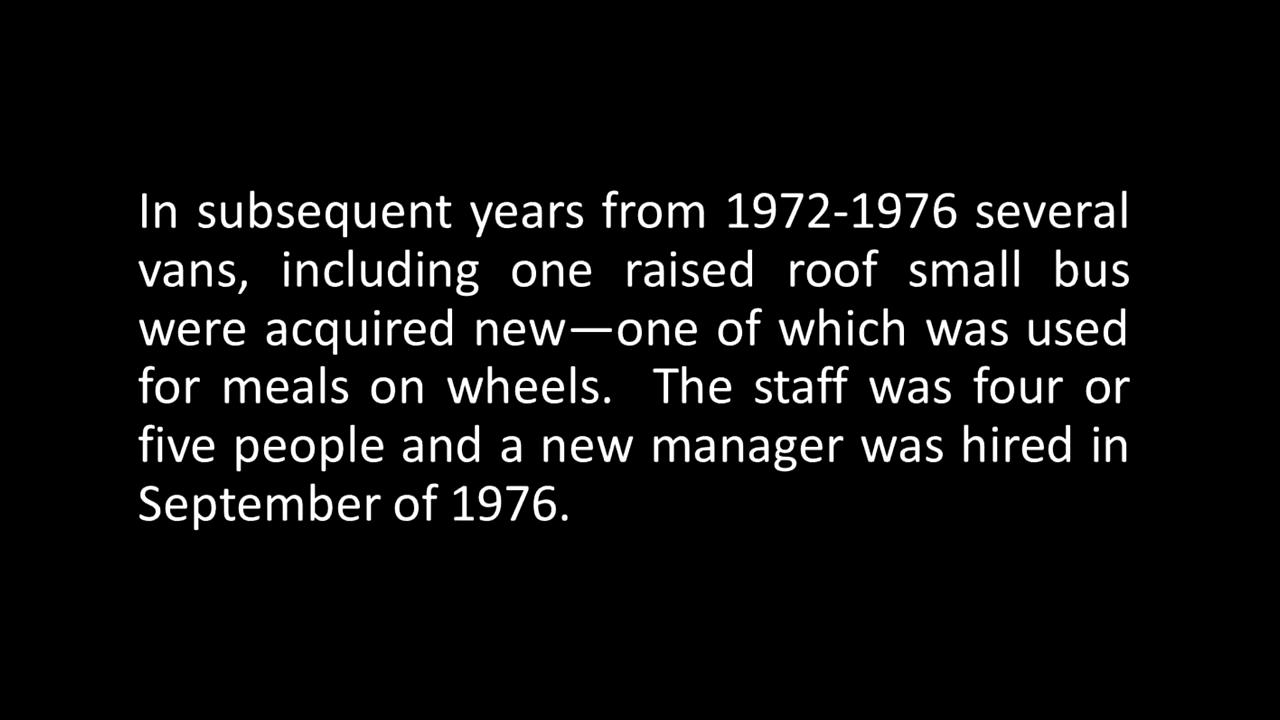 In subsequent years from 1972-1976 several
vans, including one raised roof small bus
were acquired new—one of which was used
for meals on wheels.  The staff was four or
five people and a new manager was hired in
September of 1976.